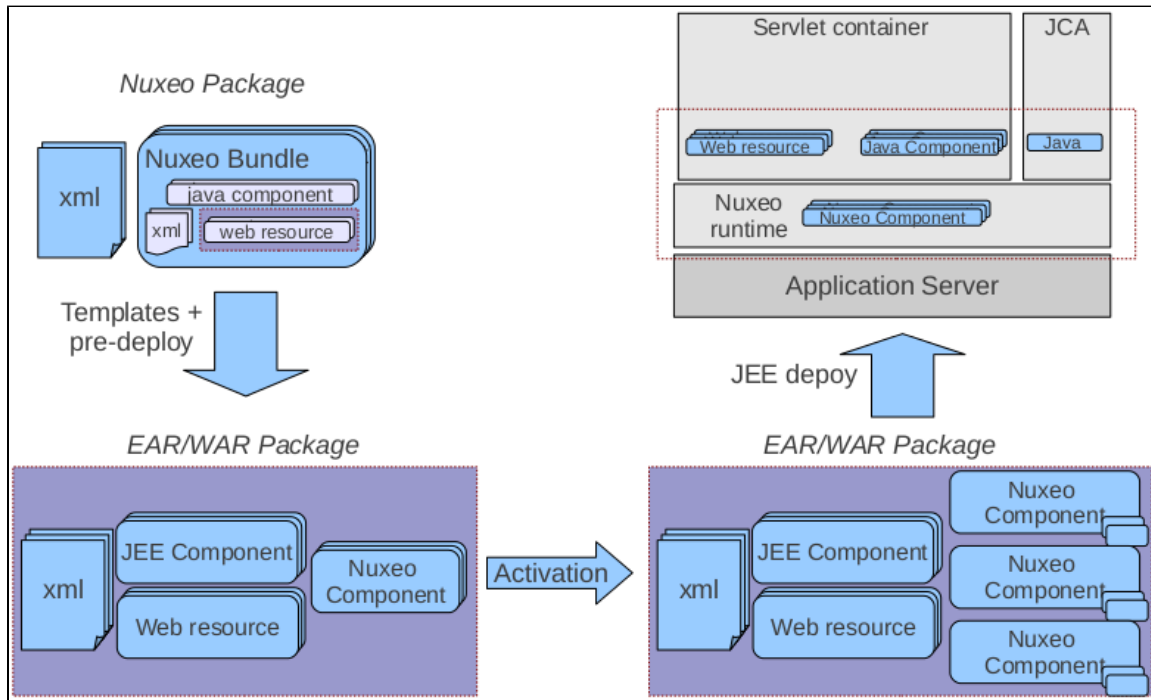 Nuxeo Package
xml
Nuxeo Bundle
java component
xml
web resource
Templates +
pre-deploy
EAR/WAR Package
xml
JEE Component
Web resource
Nuxeo
Component
Activation
EAR/WAR Package
xml
JEE Component
Web resource
Nuxeo
Component
Nuxeo
Component
Nuxeo
Component
JEE depoy
Servlet container
JCA
Web resource
Java Component
Java
Nuxeo
runtime
Nuxeo Component
Application Server